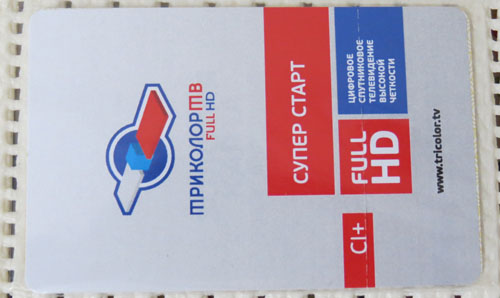 ТРИКОЛОР ТВ
FULL HD
СУПЕР СТАРТ
FULL
HD
ЦИФРОВОЕ
СПУТНИКОВОЕ
ТЕЛЕВИДЕНИЕ
ВЫСОКОЙ
ЧЕТКОСТИ
CI+
www.tricolor.tv